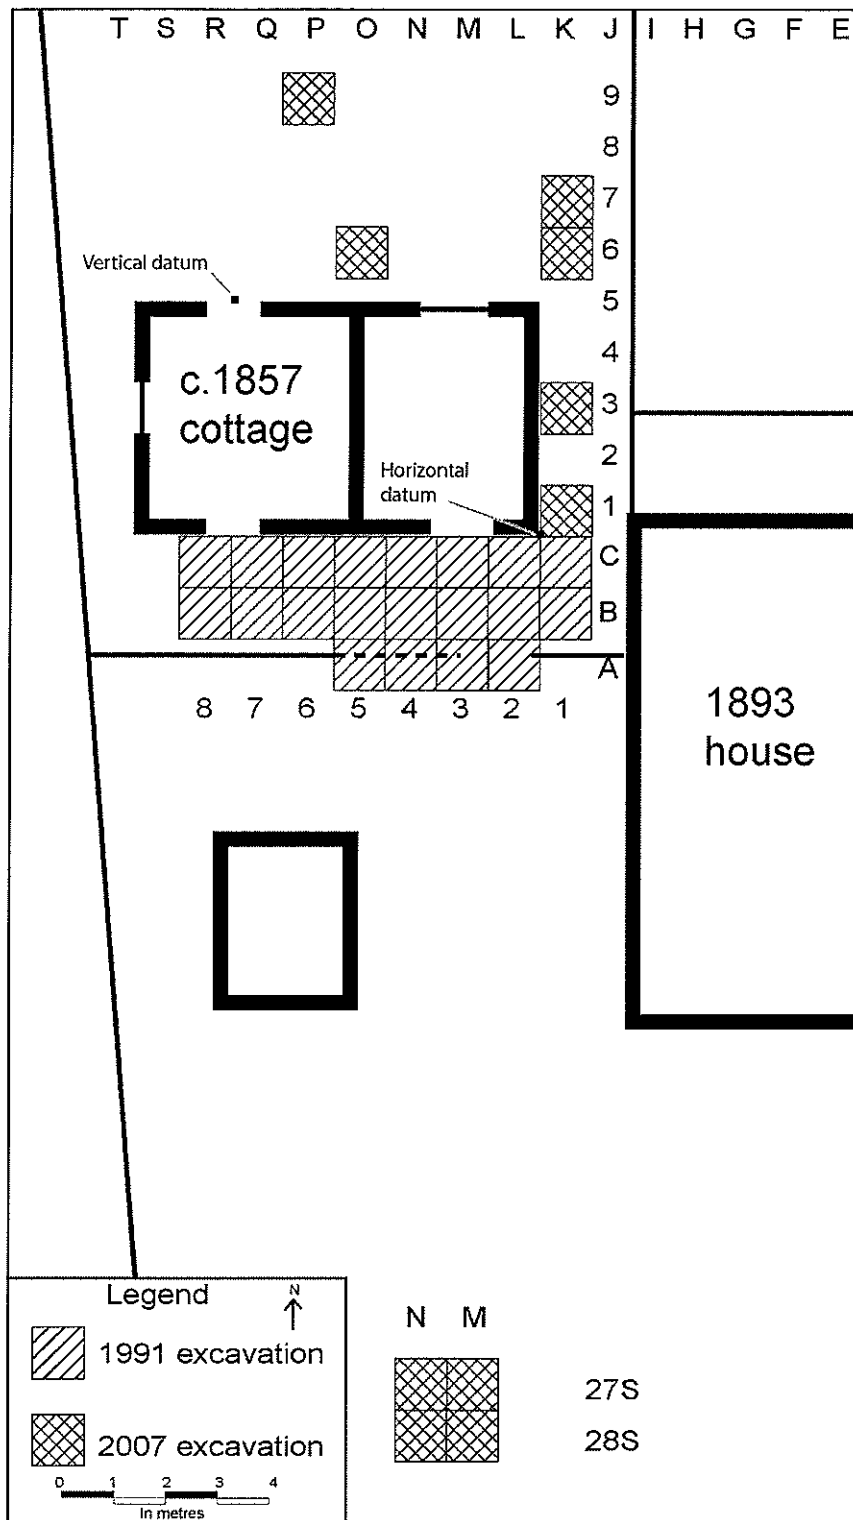 T S R Q P O N M L K J I H G F E
9
8
7
6
Vertical datum
5
4
c.1857
cottage
3
2
Horizontal
datum
1
C
B
A
8 7 6 5 4 3 2 1
1893
house
Legend
N
1991 excavation
2007 excavation
0 1 2 3 4
In metres
N M
27S
28S